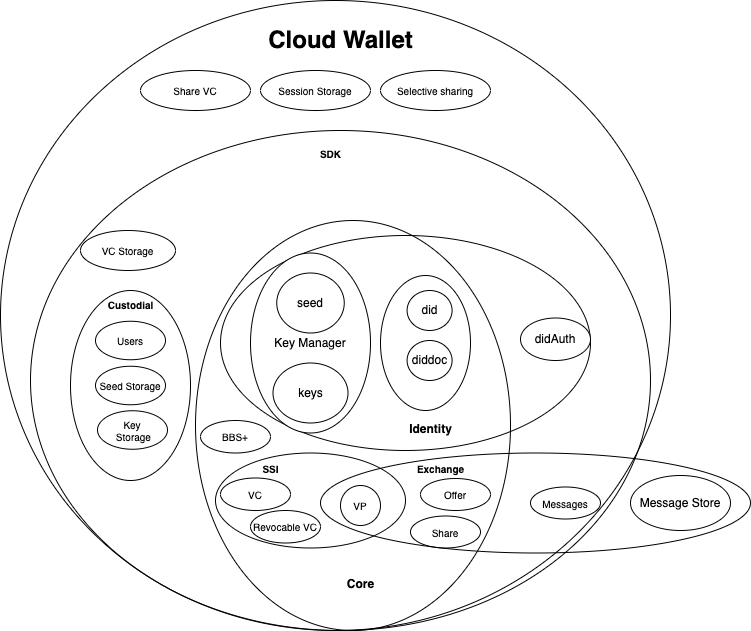 Cloud Wallet
Share VC
Session Storage
Selective sharing
SDK
VC Storage
Custodial
Users
Seed Storage
Key
Storage
seed
Key Manager
keys
did
diddoc
didAuth
Identity
BBS+
SSI
VC
Revocable VC
VP
Exchange
Offer
Share
Messages
Message Store
Core